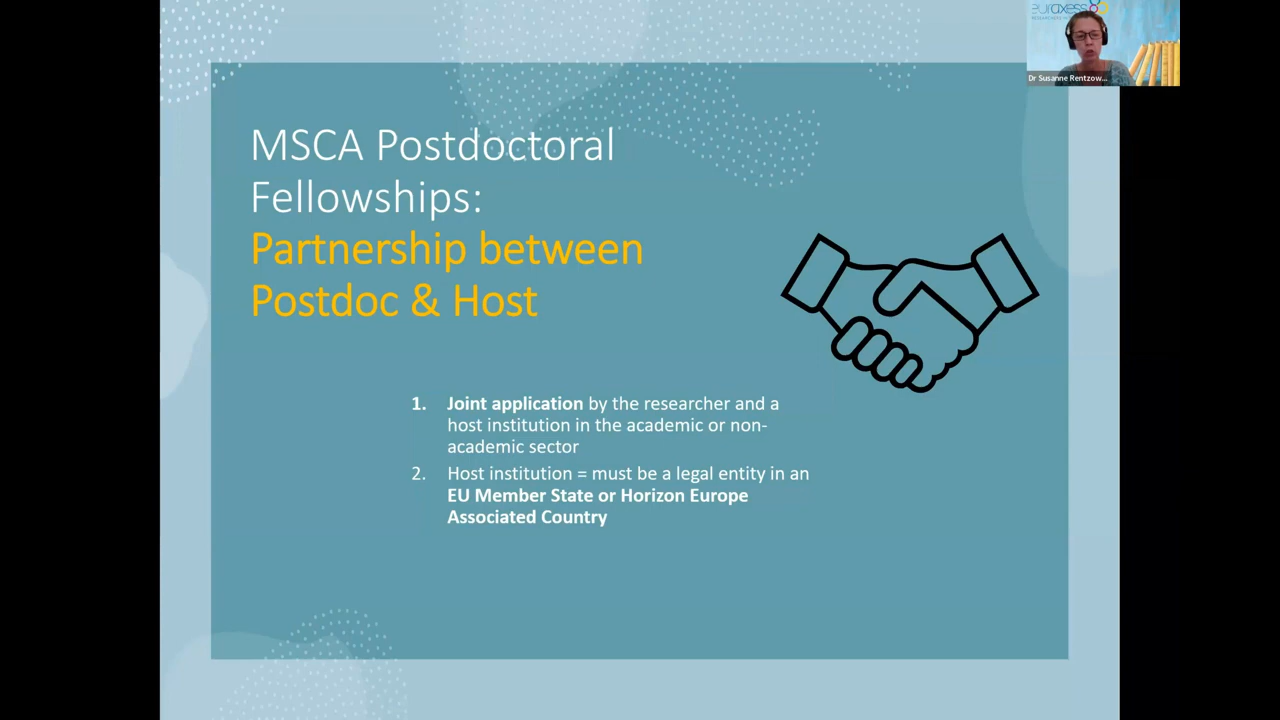 euraxess
Dr Susanne Rentzow...
MSCA Postdoctoral
Fellowships:
Partnership between
Postdoc & Host
1. Joint application by the researcher and a
host institution in the academic or non-
academic sector
2. Host institution = must be a legal entity in an
EU Member State or Horizon Europe
Associated Country